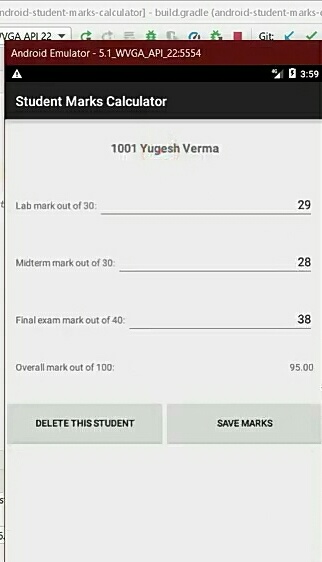 android-student-marks-calculator] - build.gradle (android-student-marks-c
WVGA API 22
Git:
Android Emulator - 5.1_WVGA_API_22:5554
3:59
Student Marks Calculator
1001 Yugesh Verma
Lab mark out of 30: 29
Midterm mark out of 30: 28
Final exam mark out of 40: 38
Overall mark out of 100: 95.00
DELETE THIS STUDENT SAVE MARKS